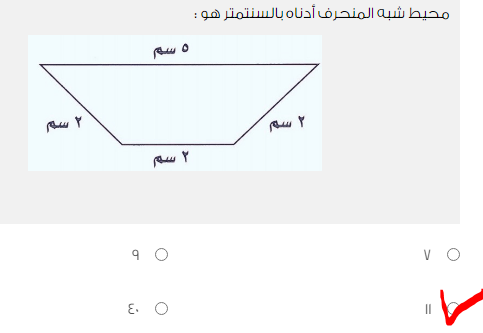 محيط شبه المنحرف أدناه بالسنتمتر هو :
٥ سم
٢ سم
٢ سم
٢ سم
٧
٩
١١
٤٠